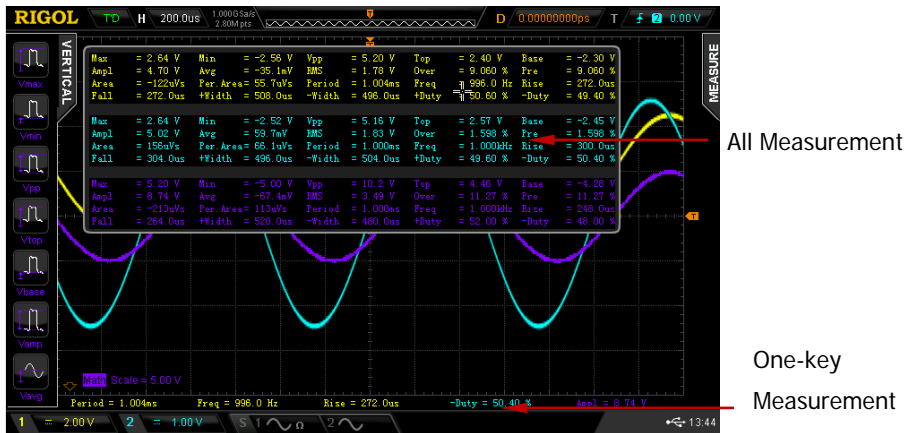 RIGOL T'D H 200.0us 1.000GSa/s 2.80Mpts D 0.00000000ps T 2 0.00 V
VERTICAL
MEASURE
Vmax
Vmin
Vpp
Vtop
Vbase
Vamp
Vavg
Max = 2.64 V Min = -2.56 V Vpp = 5.20 V Top = 2.40 V Base = -2.30 V
Ampl = 4.70 V Avg = -35.1mV RMS = 1.78 V Over = 9.060 % Pre = 9.060 %
Area = -122uVs Per.Area= 55.7uVs Period = 1.004ms Freq = 996.0 Hz Rise = 272.0us
Fall = 272.0us +Width = 508.0us -Width = 496.0us +Duty = 50.60 % -Duty = 49.40 %
Max = 2.64 V Min = -2.52 V Vpp = 5.16 V Top = 2.57 V Base = -2.45 V
Ampl = 5.02 V Avg = 59.7mV RMS = 1.83 V Over = 1.598 % Pre = 1.598 %
Area = 156uVs Per.Area= 66.1uVs Period = 1.000ms Freq = 1.000kHz Rise = 300.0us
Fall = 304.0us +Width = 496.0us -Width = 504.0us +Duty = 49.60 % -Duty = 50.40 %
Max = 5.20 V Min = -5.00 V Vpp = 10.2 V Top = 4.46 V Base = -4.28 V
Ampl = 8.74 V Avg = -67.4mV RMS = 3.49 V Over = 11.27 % Pre = 11.27 %
Area = -213uVs Per.Area= 113uVs Period = 1.000ms Freq = 1.000kHz Rise = 248.0us
Fall = 264.0us +Width = 520.0us -Width = 480.0us +Duty = 52.00 % -Duty = 48.00 %
All Measurement
T
Math Scale = 5.00 V
Period = 1.004ms Freq = 996.0 Hz Rise = 272.0us -Duty = 50.40 % Ampl = 8.74 V
One-key
Measurement
1 = 2.00 V 2 = 1.00 V S 1 Ω 2 13:44